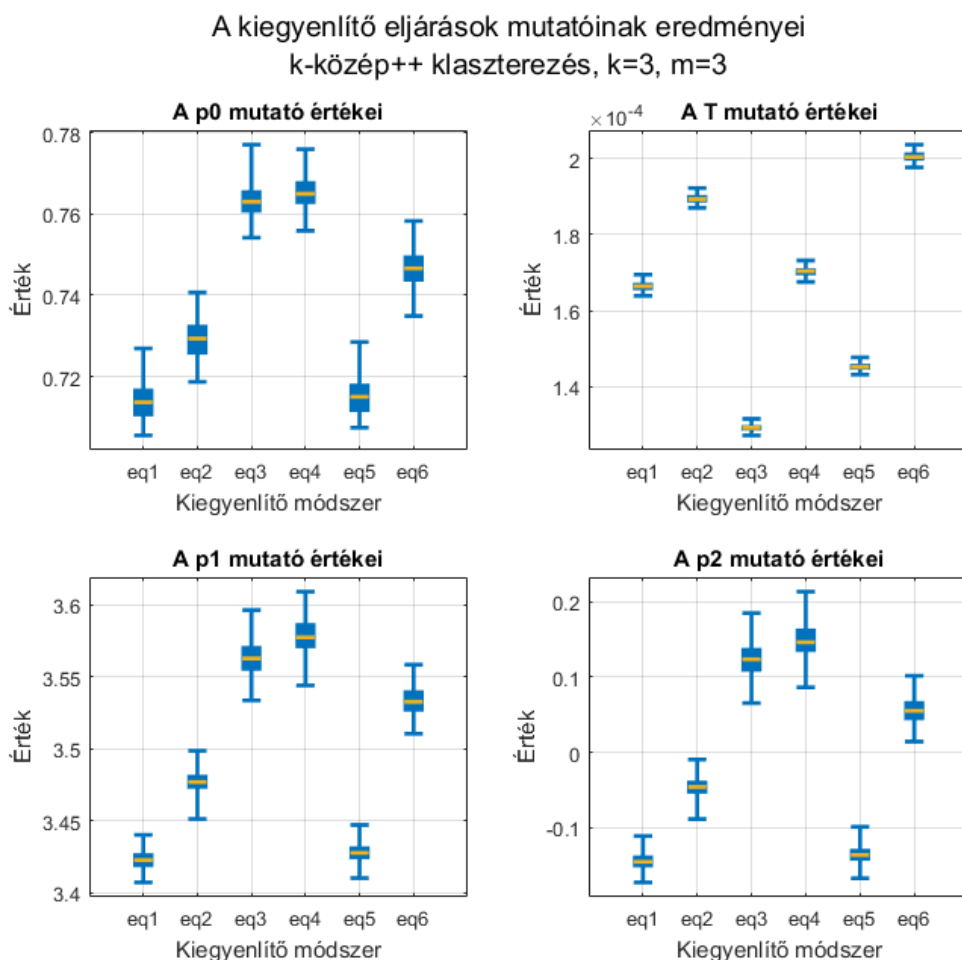 A kiegyenlítő eljárások mutatóinak eredményei
k-közép++ klaszterezés, k=3, m=3
A p0 mutató értékei
0.78
0.76
0.74
0.72
Érték
eq1 eq2 eq3 eq4 eq5 eq6
Kiegyenlítő módszer
A T mutató értékei
×10⁻⁴
2
1.8
1.6
1.4
Érték
eq1 eq2 eq3 eq4 eq5 eq6
Kiegyenlítő módszer
A p1 mutató értékei
3.6
3.55
3.5
3.45
3.4
Érték
eq1 eq2 eq3 eq4 eq5 eq6
Kiegyenlítő módszer
A p2 mutató értékei
0.2
0.1
0
-0.1
Érték
eq1 eq2 eq3 eq4 eq5 eq6
Kiegyenlítő módszer